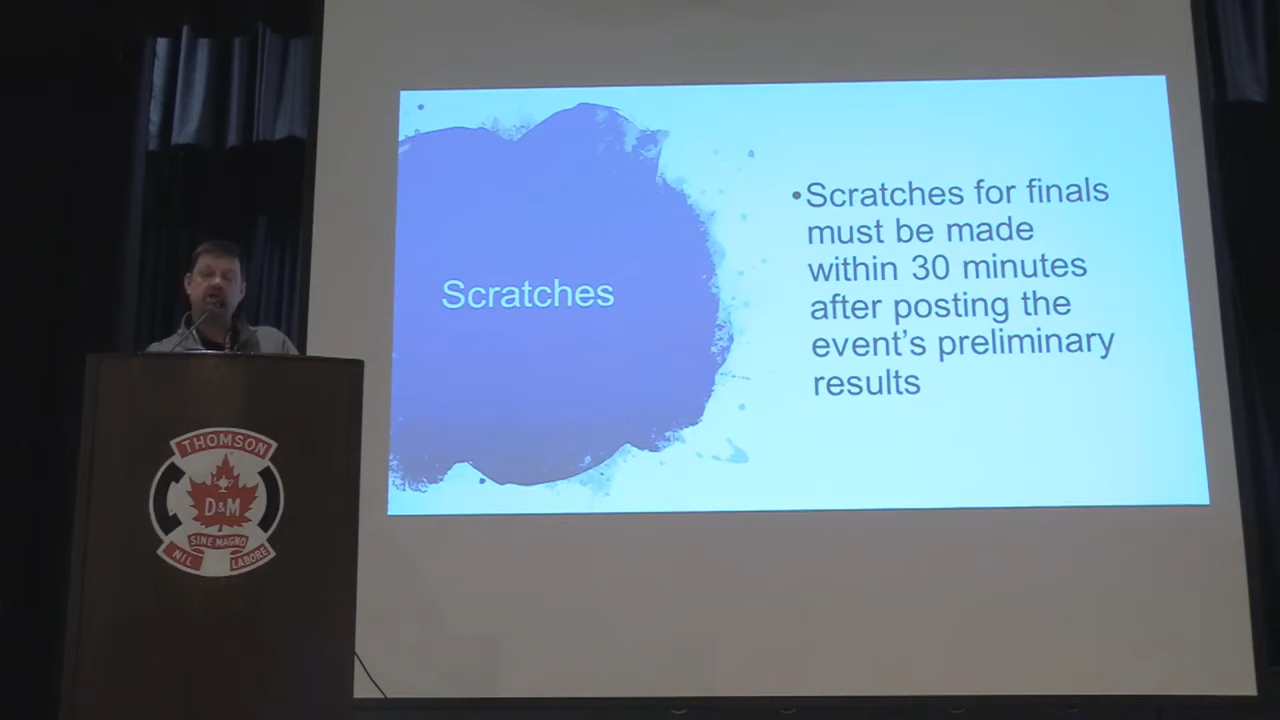 Scratches
•Scratches for finals
must be made
within 30 minutes
after posting the
event's preliminary
results
THOMSON
D&M
SINE MAGNO
NIL LABORE